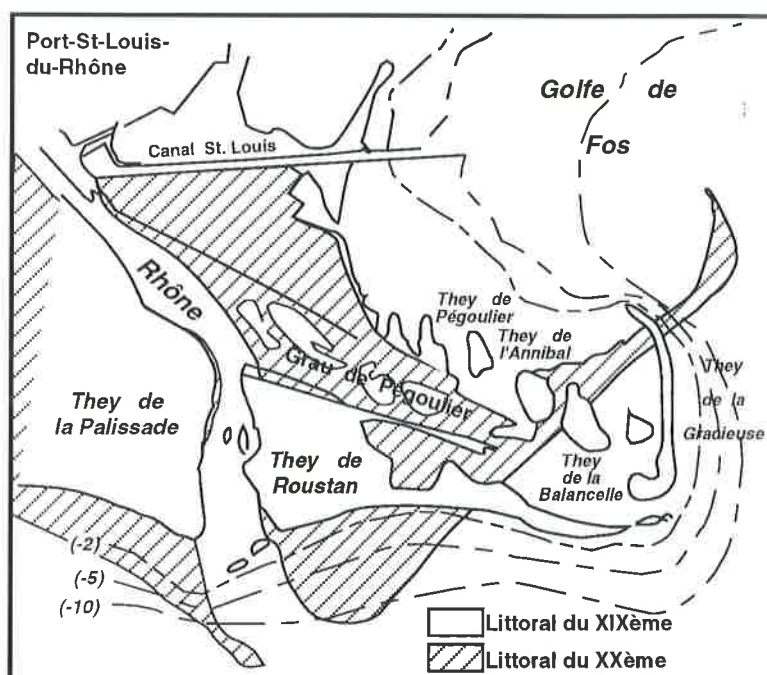 Port-St-Louis-
du-Rhône
Golfe de
Fos
Canal St. Louis
Rhône
They de
Pégoulier
They de
l'Annibal
Grau de Pégoulier
They
de la
Gracieuse
They de
la Palissade
They de
Roustan
They
de la
Balancelle
(-2)
(-5)
(-10)
Littoral du XIXème
Littoral du XXème